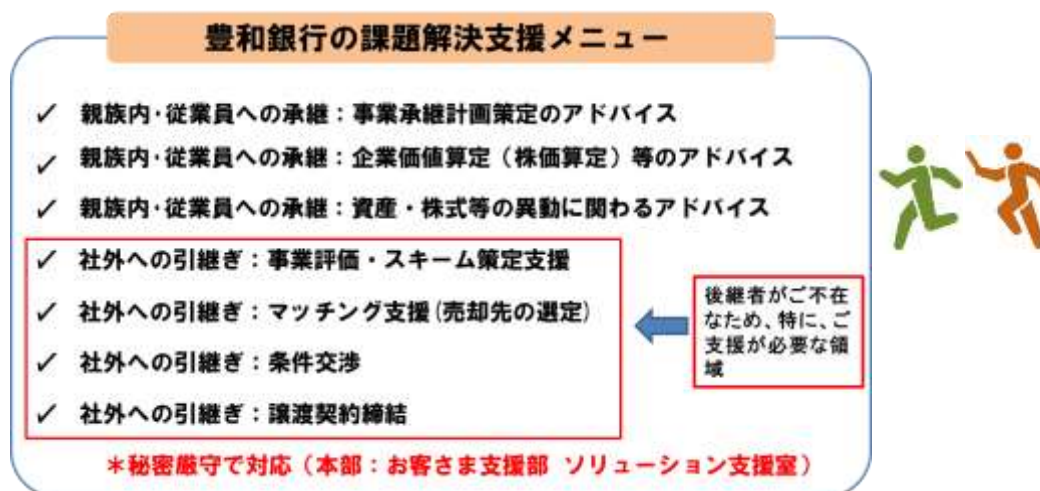 豊和銀行の課題解決支援メニュー
✓ 親族内・従業員への承継：事業承継計画策定のアドバイス
✓ 親族内・従業員への承継：企業価値算定（株価算定）等のアドバイス
✓ 親族内・従業員への承継：資産・株式等の異動に関わるアドバイス
✓ 社外への引継ぎ：事業評価・スキーム策定支援
✓ 社外への引継ぎ：マッチング支援(売却先の選定)
✓ 社外への引継ぎ：条件交渉
✓ 社外への引継ぎ：譲渡契約締結
後継者がご不在
なため、特に、ご
支援が必要な領
域
＊秘密厳守で対応（本部：お客さま支援部 ソリューション支援室）